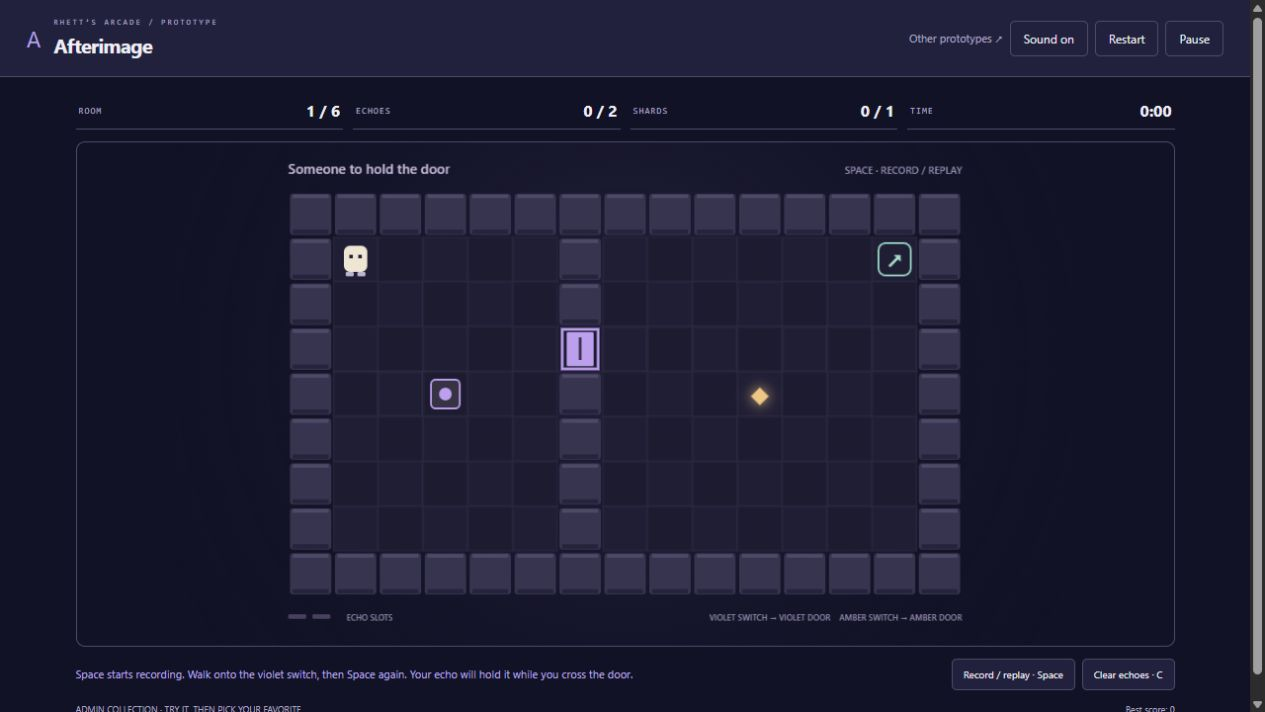 RHETT'S ARCADE / PROTOTYPE
A Afterimage
Other prototypes ↗ Sound on Restart Pause
ROOM 1 / 6 ECHOES 0 / 2 SHARDS 0 / 1 TIME 0:00
Someone to hold the door SPACE · RECORD / REPLAY
ECHO SLOTS VIOLET SWITCH → VIOLET DOOR AMBER SWITCH → AMBER DOOR
Space starts recording. Walk onto the violet switch, then Space again. Your echo will hold it while you cross the door.
Record / replay · Space Clear echoes · C
ADMIN COLLECTION · TRY IT, THEN PICK YOUR FAVORITE Best score: 0